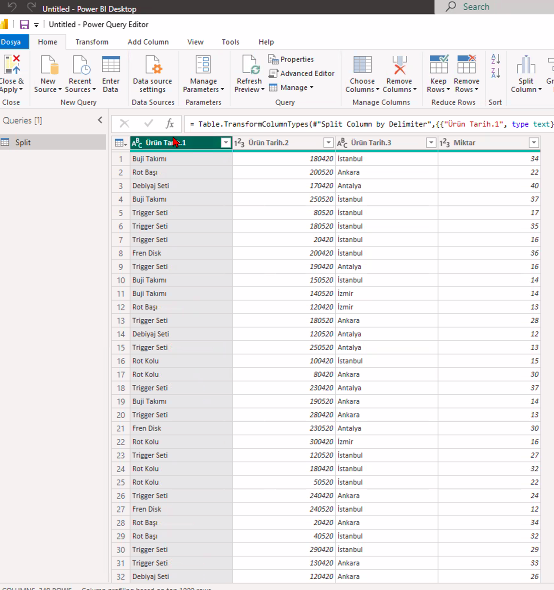 Untitled - Power BI Desktop
Search
Untitled - Power Query Editor
Dosya Home Transform Add Column View Tools Help
Close & Apply New Source Recent Sources Enter Data Data source settings Manage Parameters Refresh Preview Properties Advanced Editor Manage Choose Columns Remove Columns Keep Rows Remove Rows Split Column
Close New Query Data Sources Parameters Query Manage Columns Reduce Rows Sort
Queries [1]
= Table.TransformColumnTypes(#"Split Column by Delimiter",{{"Ürün Tarih.1", type text}
Split
Ürün Tarih.1 Ürün Tarih.2 Ürün Tarih.3 Miktar
1 Buji Takımı 180420 İstanbul 34
2 Rot Başı 200520 Ankara 22
3 Debiyaj Seti 170420 Antalya 40
4 Buji Takımı 250520 İstanbul 37
5 Trigger Seti 80520 İstanbul 17
6 Trigger Seti 180520 İstanbul 35
7 Trigger Seti 20420 İstanbul 16
8 Fren Disk 200420 İstanbul 36
9 Trigger Seti 190420 Antalya 16
10 Buji Takımı 150520 İstanbul 14
11 Buji Takımı 140520 İzmir 14
12 Rot Başı 120420 İzmir 13
13 Trigger Seti 180520 Ankara 28
14 Debiyaj Seti 120520 Antalya 12
15 Trigger Seti 250520 Antalya 13
16 Rot Kolu 100420 İstanbul 15
17 Rot Kolu 80420 Ankara 30
18 Trigger Seti 230420 Antalya 37
19 Buji Takımı 190520 Ankara 14
20 Trigger Seti 280420 Ankara 13
21 Fren Disk 230520 Antalya 30
22 Rot Kolu 300420 İzmir 16
23 Trigger Seti 120520 İstanbul 27
24 Rot Kolu 180420 İstanbul 32
25 Rot Kolu 50520 İstanbul 22
26 Trigger Seti 240420 Ankara 24
27 Fren Disk 240520 Ankara 12
28 Rot Başı 20420 Ankara 34
29 Rot Başı 40520 İstanbul 32
30 Trigger Seti 290420 İstanbul 29
31 Trigger Seti 130420 Ankara 33
32 Debiyaj Seti 120420 Ankara 26